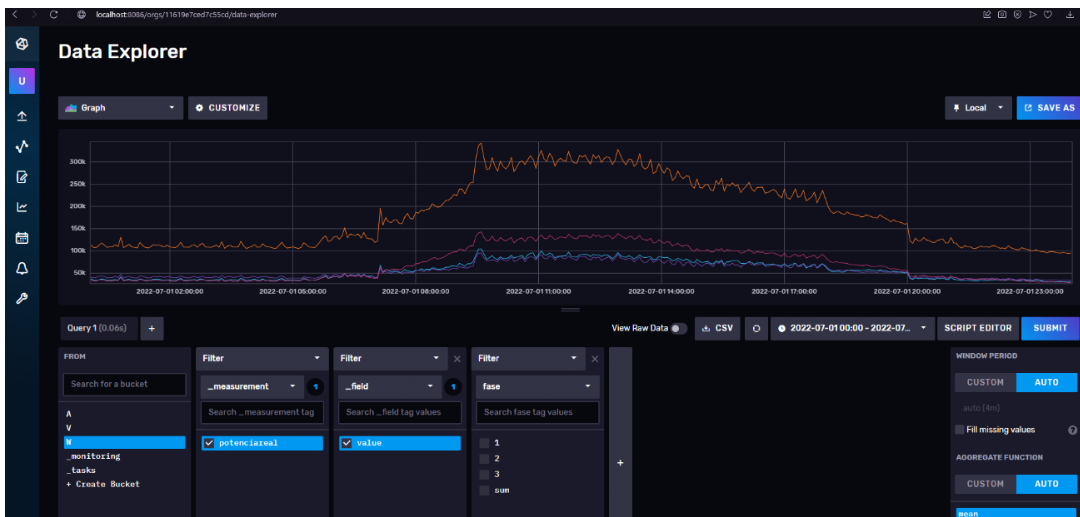 localhost:8086/orgs/11619e7ced7c55cd/data-explorer
Data Explorer
U
Graph
CUSTOMIZE
Local
SAVE AS
300k
250k
200k
150k
100k
50k
2022-07-01 02:00:00
2022-07-01 05:00:00
2022-07-01 08:00:00
2022-07-01 11:00:00
2022-07-01 14:00:00
2022-07-01 17:00:00
2022-07-01 20:00:00
2022-07-01 23:00:00
Query 1 (0.06s)
+
View Raw Data
CSV
2022-07-01 00:00 - 2022-07...
SCRIPT EDITOR
SUBMIT
FROM
Search for a bucket
A
V
W
_monitoring
_tasks
+ Create Bucket
Filter
_measurement
1
Search _measurement tag
potenciareal
Filter
×
_field
1
Search _field tag values
value
Filter
×
fase
Search fase tag values
1
2
3
sum
+
WINDOW PERIOD
CUSTOM
AUTO
auto (4m)
Fill missing values
?
AGGREGATE FUNCTION
CUSTOM
AUTO
mean